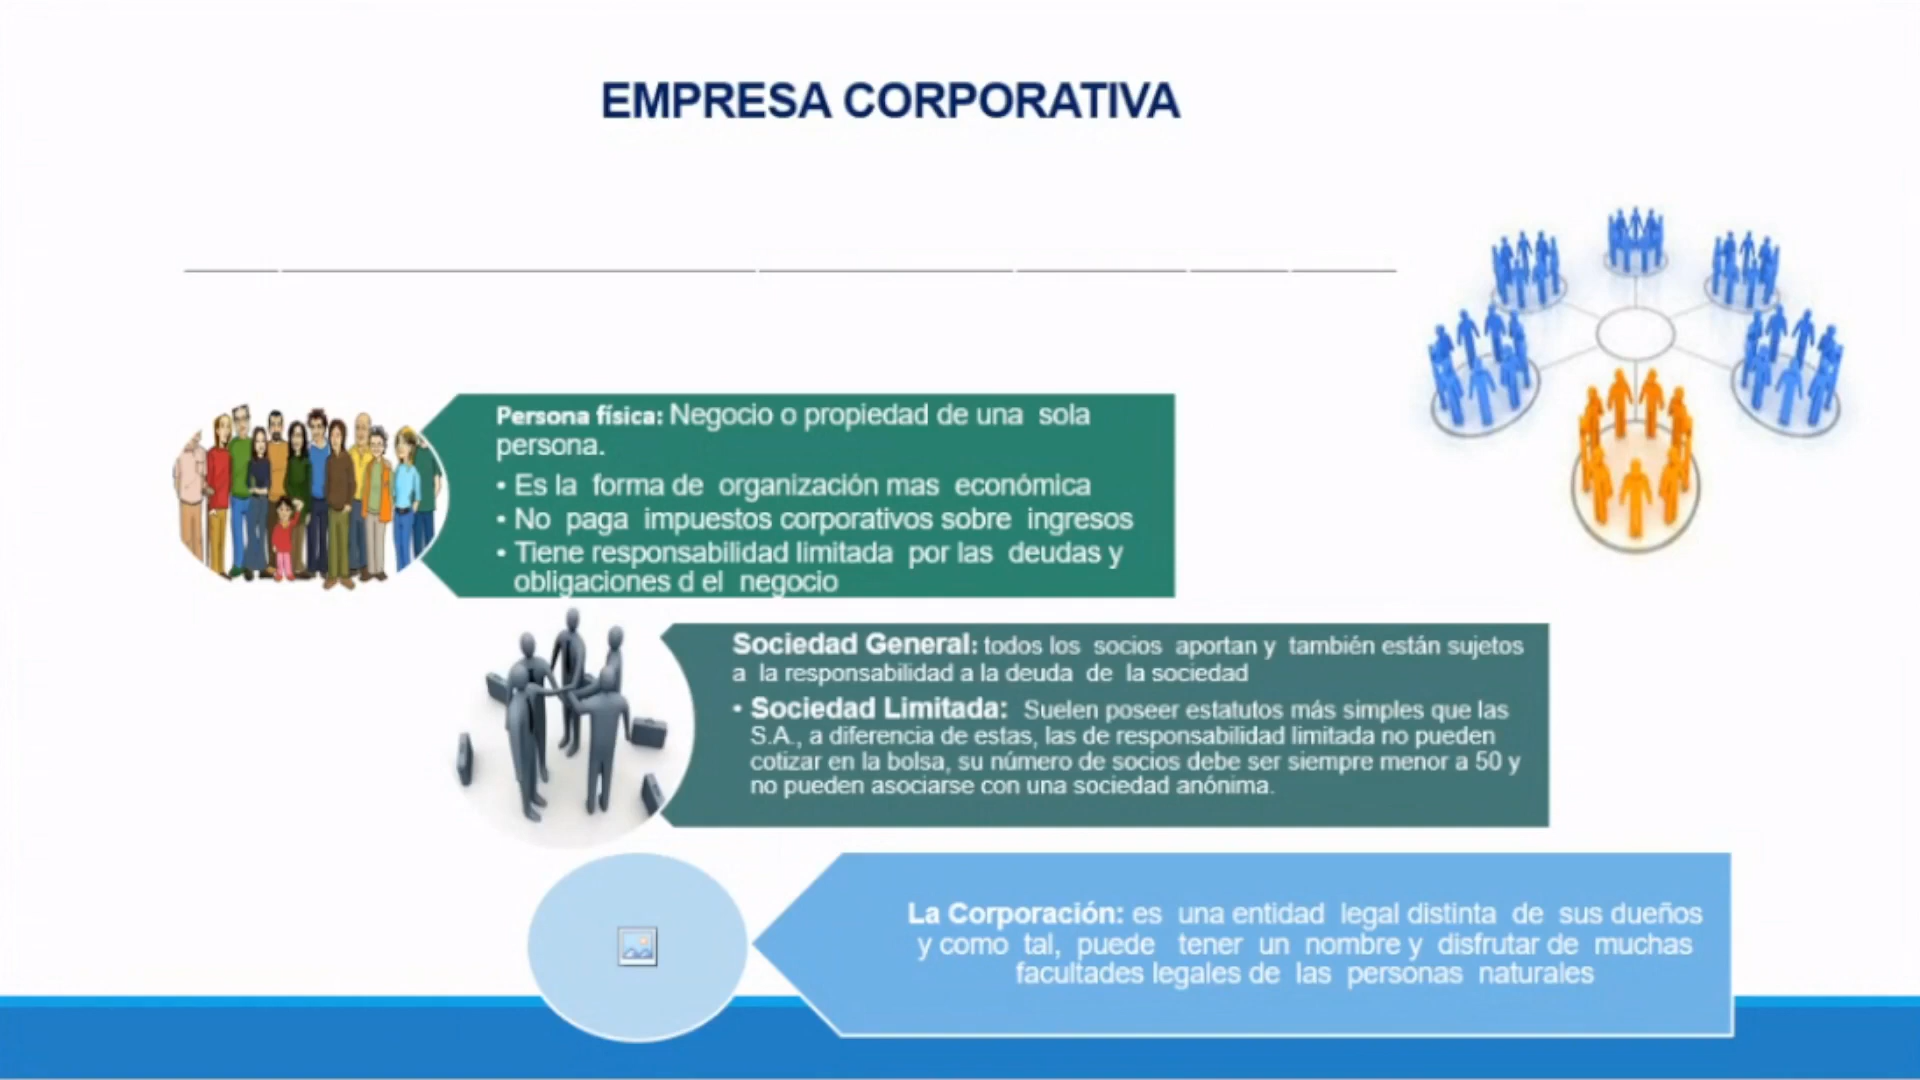 EMPRESA CORPORATIVA
Persona física: Negocio o propiedad de una sola
persona.
• Es la forma de organización mas económica
• No paga impuestos corporativos sobre ingresos
• Tiene responsabilidad limitada por las deudas y
obligaciones d el negocio
Sociedad General: todos los socios aportan y también están sujetos
a la responsabilidad a la deuda de la sociedad
• Sociedad Limitada: Suelen poseer estatutos más simples que las
S.A., a diferencia de estas, las de responsabilidad limitada no pueden
cotizar en la bolsa, su número de socios debe ser siempre menor a 50 y
no pueden asociarse con una sociedad anónima.
La Corporación: es una entidad legal distinta de sus dueños
y como tal, puede tener un nombre y disfrutar de muchas
facultades legales de las personas naturales